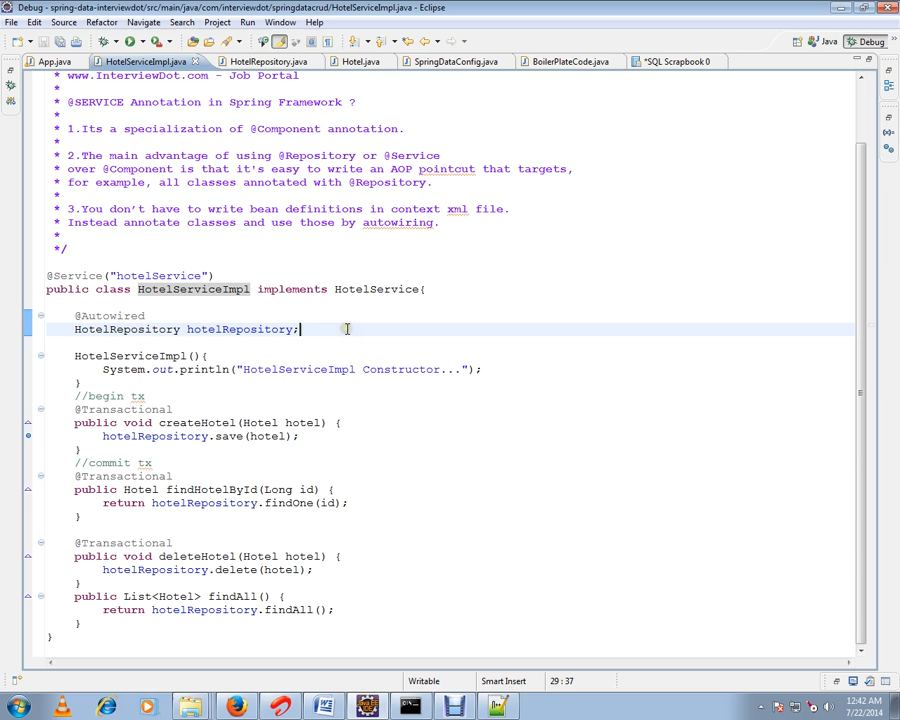 Debug - spring-data-interviewdot/src/main/java/com/interviewdot/springdatacrud/HotelServiceImpl.java - Eclipse
File Edit Source Refactor Navigate Search Project Run Window Help
Java Debug
App.java HotelServiceImpl.java HotelRepository.java Hotel.java SpringDataConfig.java BoilerPlateCode.java *SQL Scrapbook 0
* www.InterviewDot.com - Job Portal
*
* @SERVICE Annotation in Spring Framework ?
*
* 1.Its a specialization of @Component annotation.
*
* 2.The main advantage of using @Repository or @Service
* over @Component is that it's easy to write an AOP pointcut that targets,
* for example, all classes annotated with @Repository.
*
* 3.You don’t have to write bean definitions in context xml file.
* Instead annotate classes and use those by autowiring.
*
*/
@Service("hotelService")
public class HotelServiceImpl implements HotelService{
@Autowired
HotelRepository hotelRepository;
HotelServiceImpl(){
System.out.println("HotelServiceImpl Constructor...");
}
//begin tx
@Transactional
public void createHotel(Hotel hotel) {
hotelRepository.save(hotel);
}
//commit tx
@Transactional
public Hotel findHotelById(Long id) {
return hotelRepository.findOne(id);
}
@Transactional
public void deleteHotel(Hotel hotel) {
hotelRepository.delete(hotel);
}
public List<Hotel> findAll() {
return hotelRepository.findAll();
}
}
Writable Smart Insert 29 : 37
12:42 AM
7/22/2014